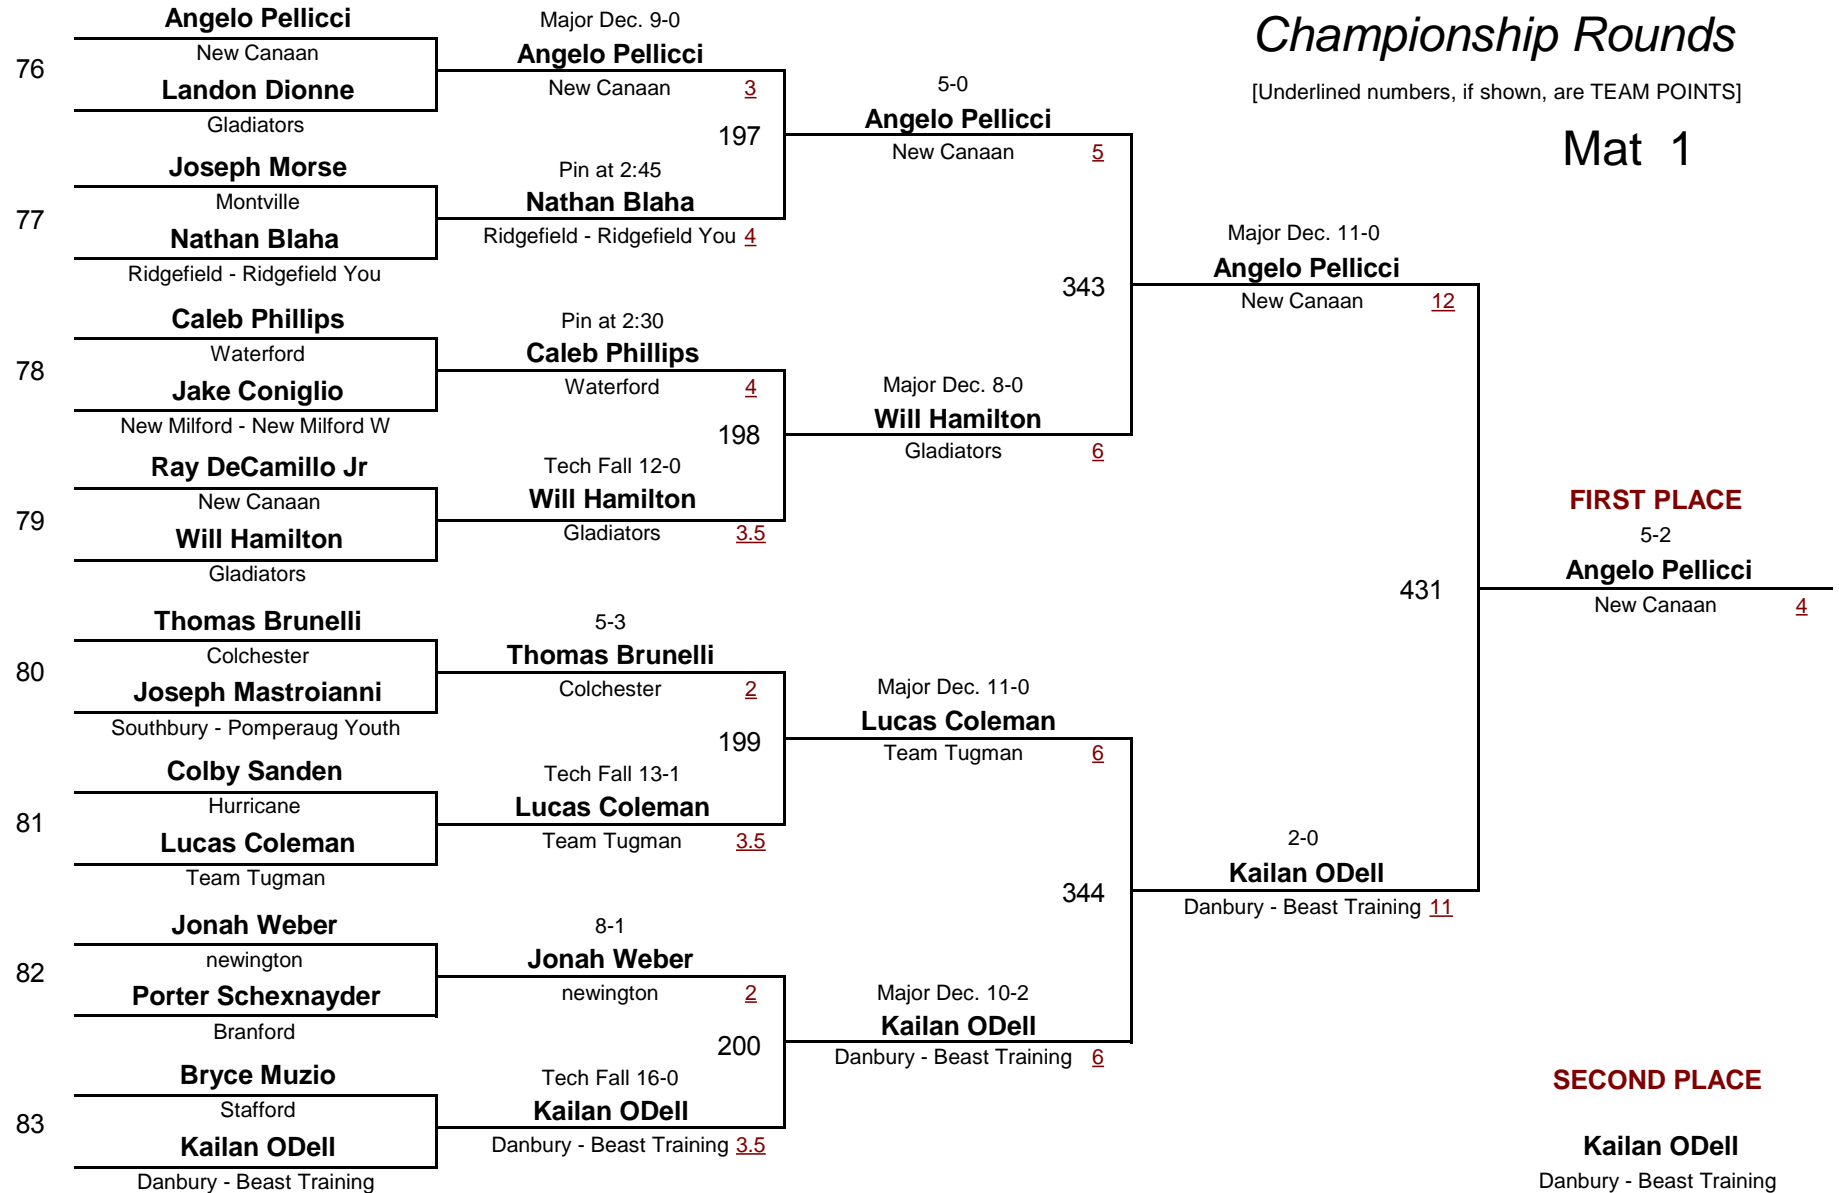 Championship Rounds
[Underlined numbers, if shown, are TEAM POINTS]
Mat 1
76
Angelo Pellicci
New Canaan
Landon Dionne
Gladiators
77
Joseph Morse
Montville
Nathan Blaha
Ridgefield - Ridgefield You
78
Caleb Phillips
Waterford
Jake Coniglio
New Milford - New Milford W
79
Ray DeCamillo Jr
New Canaan
Will Hamilton
Gladiators
80
Thomas Brunelli
Colchester
Joseph Mastroianni
Southbury - Pomperaug Youth
81
Colby Sanden
Hurricane
Lucas Coleman
Team Tugman
82
Jonah Weber
newington
Porter Schexnayder
Branford
83
Bryce Muzio
Stafford
Kailan ODell
Danbury - Beast Training
Major Dec. 9-0
Angelo Pellicci
New Canaan 3
197
Pin at 2:45
Nathan Blaha
Ridgefield - Ridgefield You 4
Pin at 2:30
Caleb Phillips
Waterford 4
198
Tech Fall 12-0
Will Hamilton
Gladiators 3.5
5-3
Thomas Brunelli
Colchester 2
199
Tech Fall 13-1
Lucas Coleman
Team Tugman 3.5
8-1
Jonah Weber
newington 2
200
Tech Fall 16-0
Kailan ODell
Danbury - Beast Training 3.5
5-0
Angelo Pellicci
New Canaan 5
343
Major Dec. 8-0
Will Hamilton
Gladiators 6
Major Dec. 11-0
Lucas Coleman
Team Tugman 6
344
Major Dec. 10-2
Kailan ODell
Danbury - Beast Training 6
Major Dec. 11-0
Angelo Pellicci
New Canaan 12
431
2-0
Kailan ODell
Danbury - Beast Training 11
FIRST PLACE
5-2
Angelo Pellicci
New Canaan 4
SECOND PLACE
Kailan ODell
Danbury - Beast Training